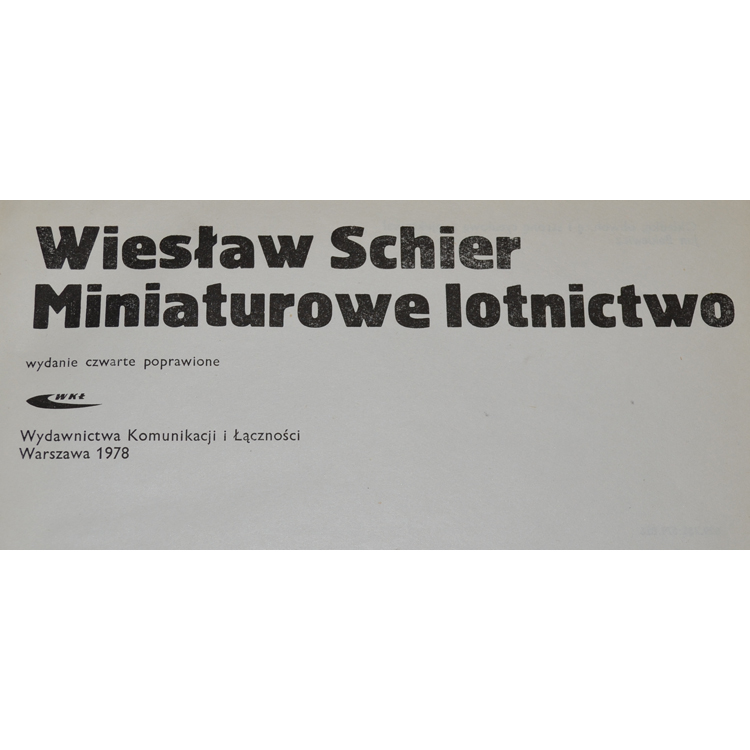 Wiesław Schier
Miniaturowe lotnictwo
wydanie czwarte poprawione
WKŁ
Wydawnictwa Komunikacji i Łączności
Warszawa 1978